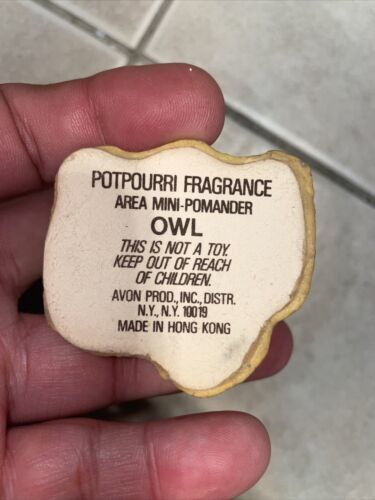 POTPOURRI FRAGRANCE
AREA MINI-POMANDER
OWL
THIS IS NOT A TOY.
KEEP OUT OF REACH
OF CHILDREN.
AVON PROD., INC., DISTR.
N.Y., N.Y. 10019
MADE IN HONG KONG